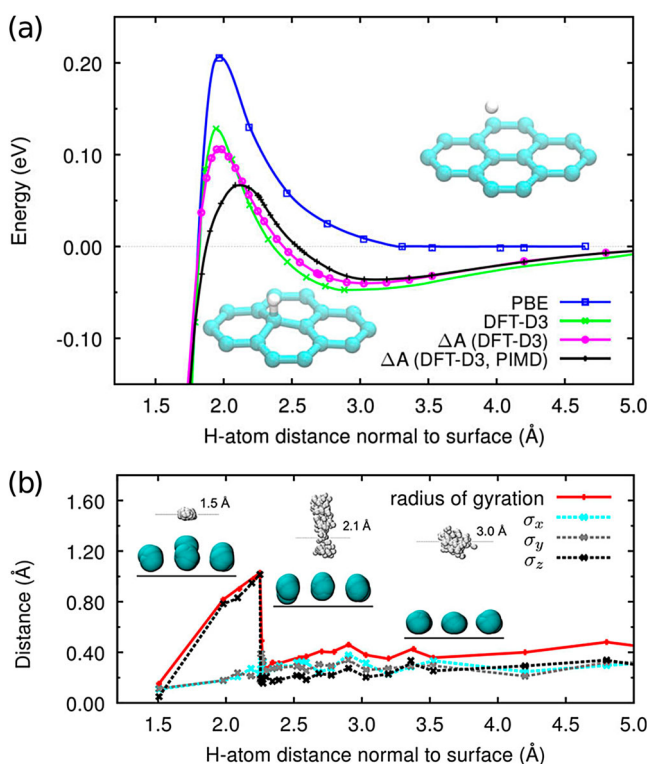 (a)
Energy (eV)
0.20
0.10
0.00
-0.10
PBE
DFT-D3
ΔA (DFT-D3)
ΔA (DFT-D3, PIMD)
1.5 2.0 2.5 3.0 3.5 4.0 4.5 5.0
H-atom distance normal to surface (Å)
(b)
Distance (Å)
1.60
1.20
0.80
0.40
0.00
1.5 Å
2.1 Å
3.0 Å
radius of gyration
σx
σy
σz
1.5 2.0 2.5 3.0 3.5 4.0 4.5 5.0
H-atom distance normal to surface (Å)